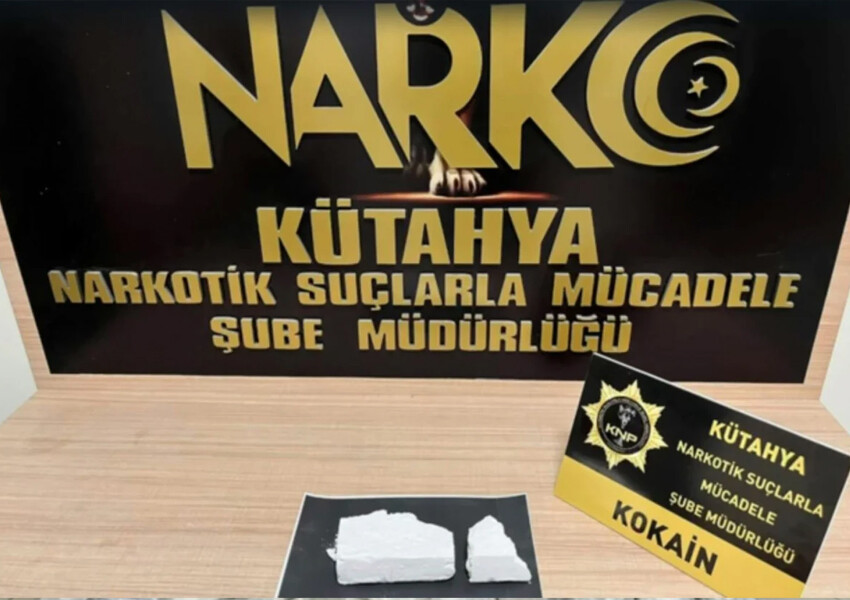 NARKO
KÜTAHYA
NARKOTİK SUÇLARLA MÜCADELE
ŞUBE MÜDÜRLÜĞÜ
KNP
KÜTAHYA
NARKOTİK SUÇLARLA
MÜCADELE
ŞUBE MÜDÜRLÜĞÜ
KOKAİN